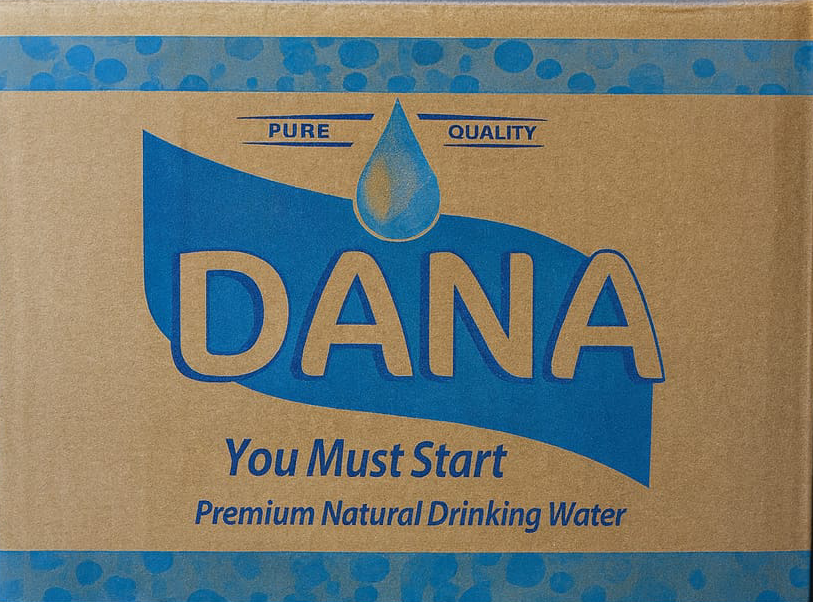 PURE QUALITY
DANA
You Must Start
Premium Natural Drinking Water